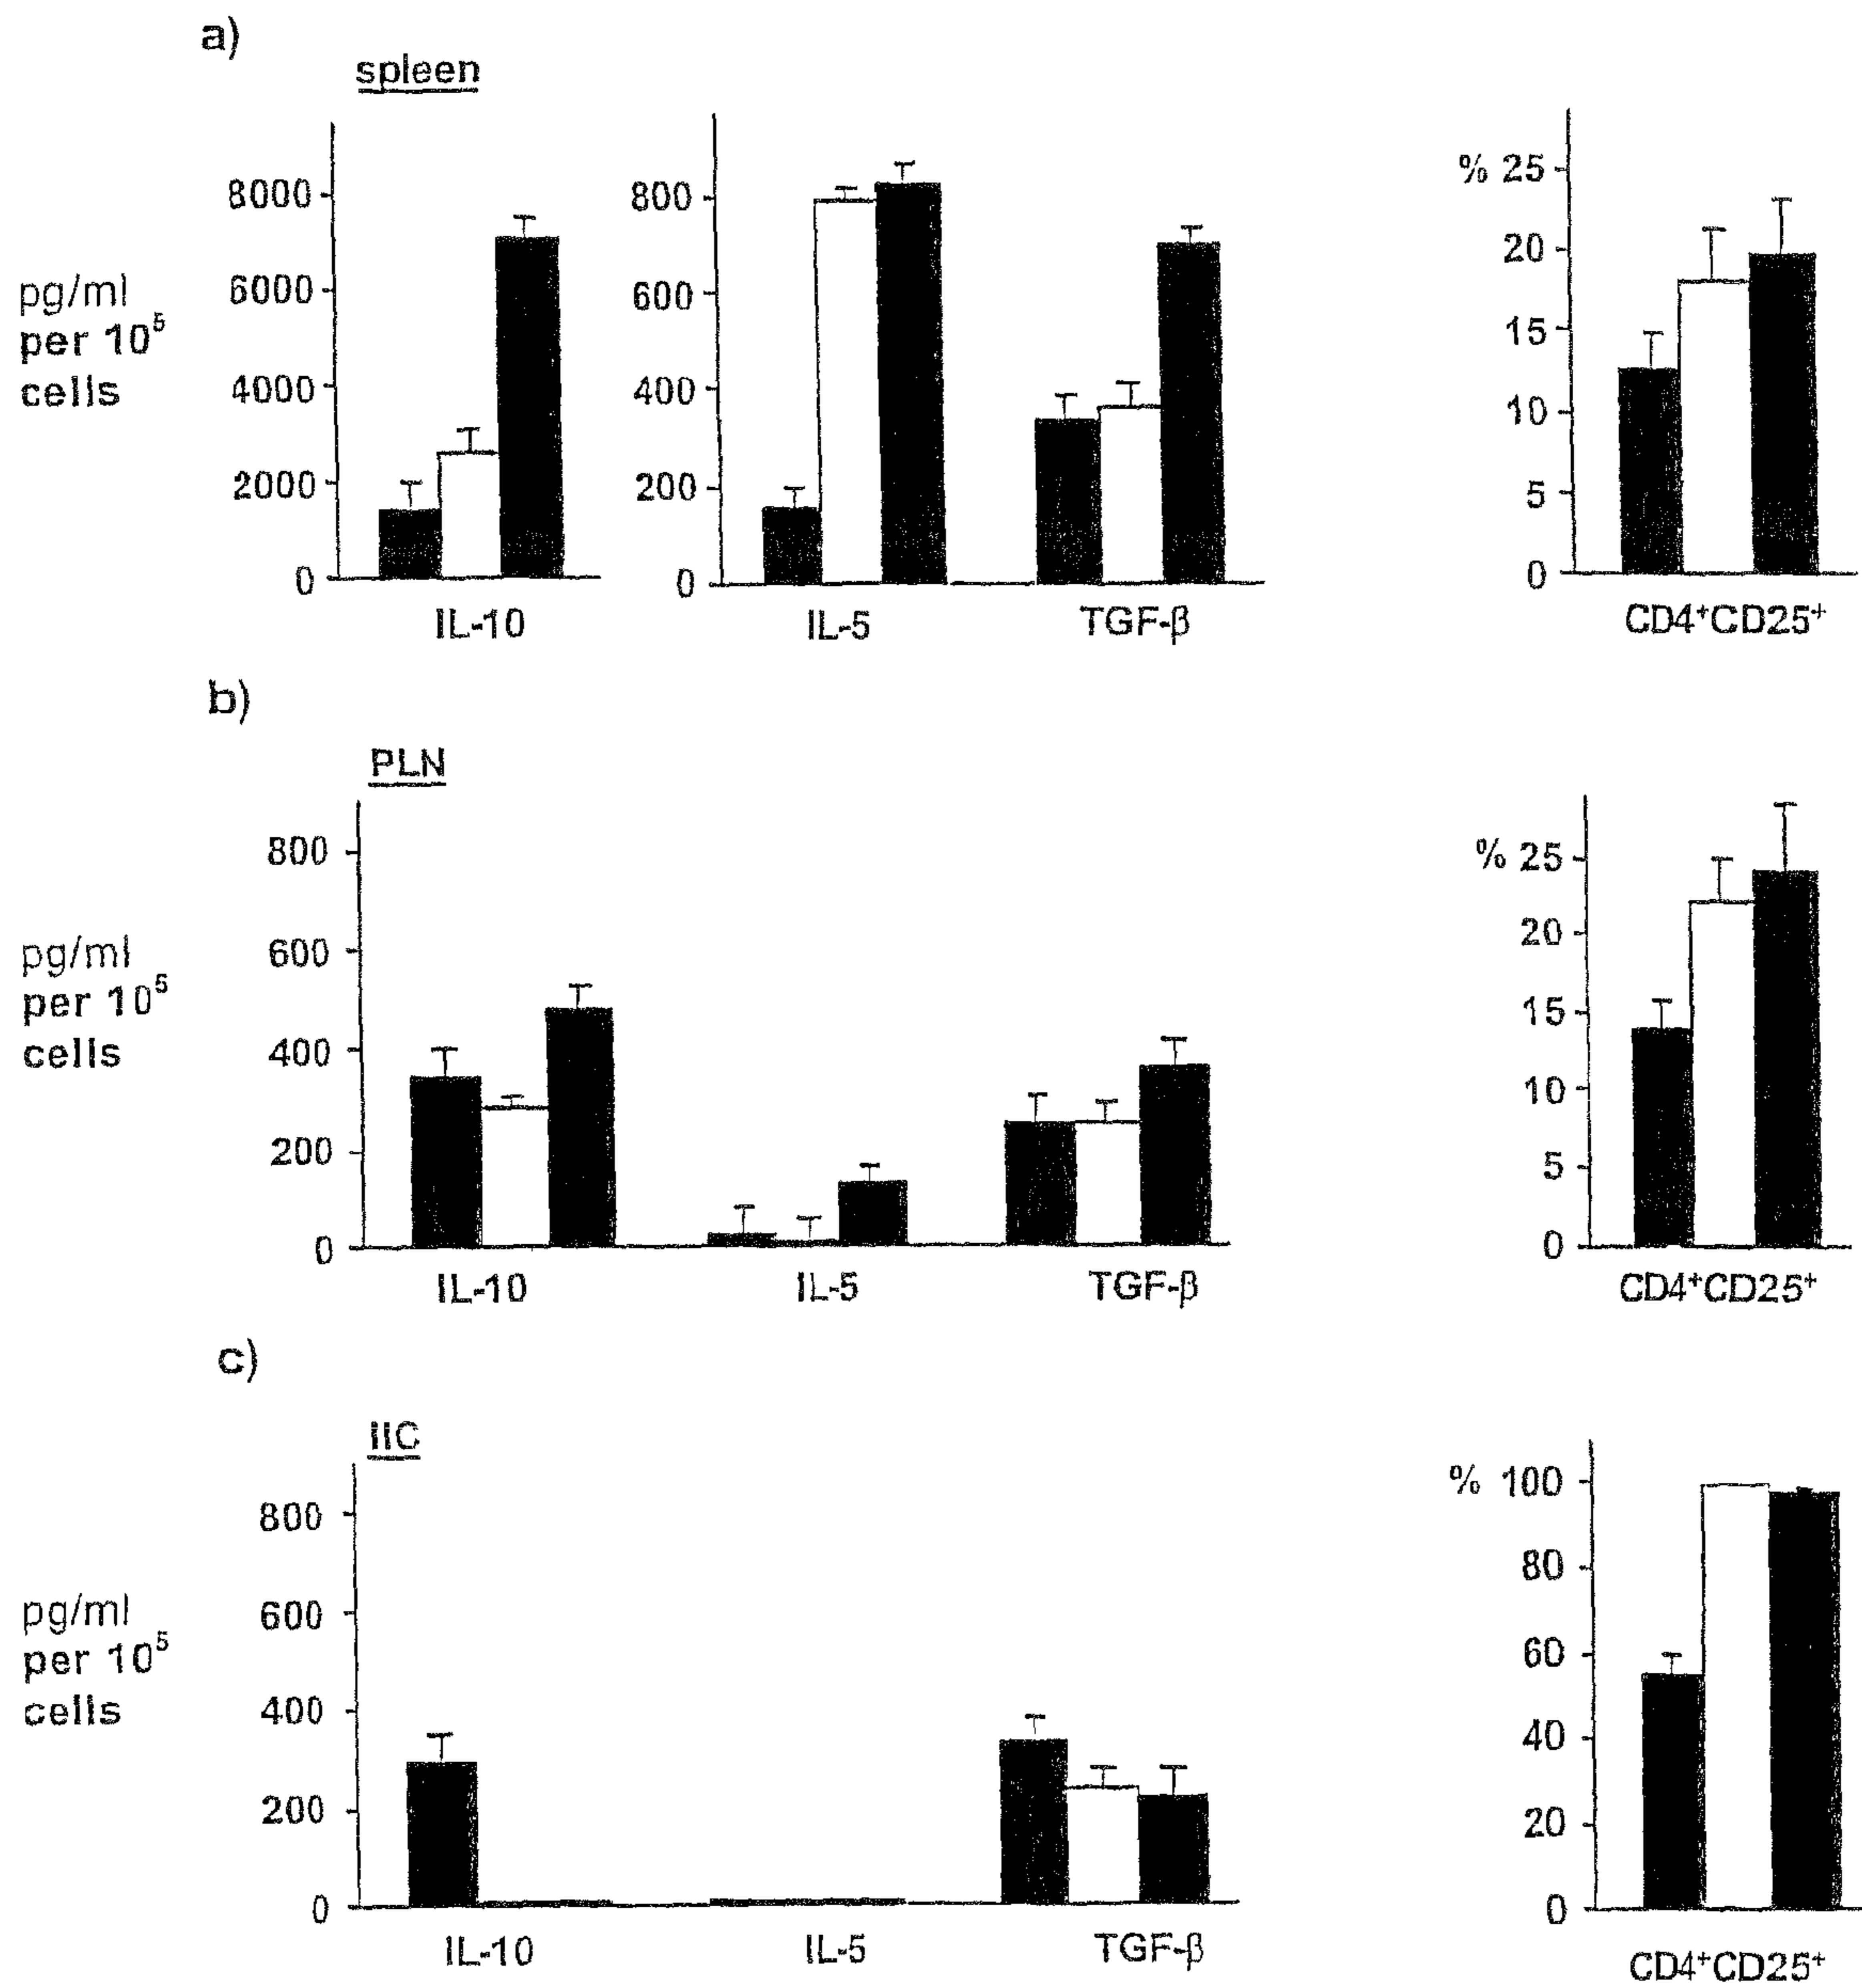 a)
spleen
pg/ml
per 10⁵
cells
8000
6000
4000
2000
0
IL-10
800
600
400
200
0
IL-5 TGF-β
% 25
20
15
10
5
0
CD4⁺CD25⁺
b)
PLN
pg/ml
per 10⁵
cells
800
600
400
200
0
IL-10 IL-5 TGF-β
% 25
20
15
10
5
0
CD4⁺CD25⁺
c)
IIC
pg/ml
per 10⁵
cells
800
600
400
200
0
IL-10 IL-5 TGF-β
% 100
80
60
40
20
0
CD4⁺CD25⁺